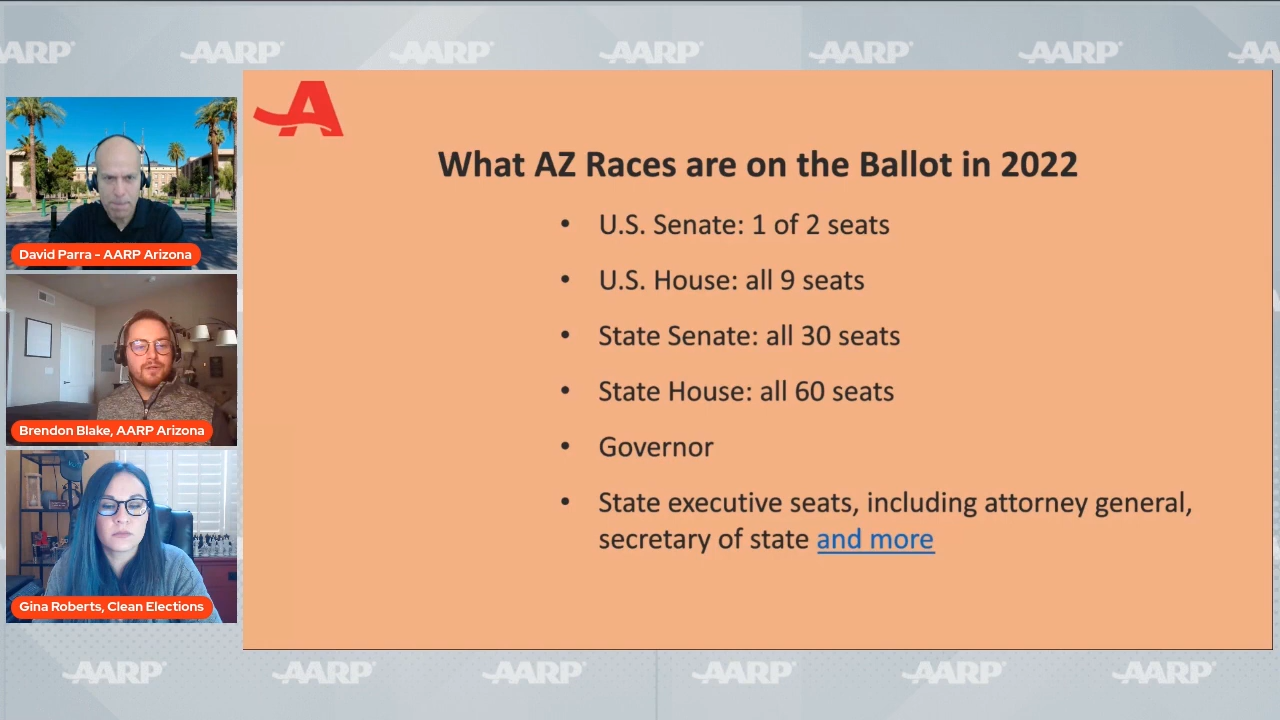 AARP AARP AARP AARP AARP AARP AA
What AZ Races are on the Ballot in 2022
• U.S. Senate: 1 of 2 seats
• U.S. House: all 9 seats
• State Senate: all 30 seats
• State House: all 60 seats
• Governor
• State executive seats, including attorney general,
secretary of state and more
David Parra - AARP Arizona
Brendon Blake, AARP Arizona
Gina Roberts, Clean Elections
AARP AARP AARP AARP AARP AARP